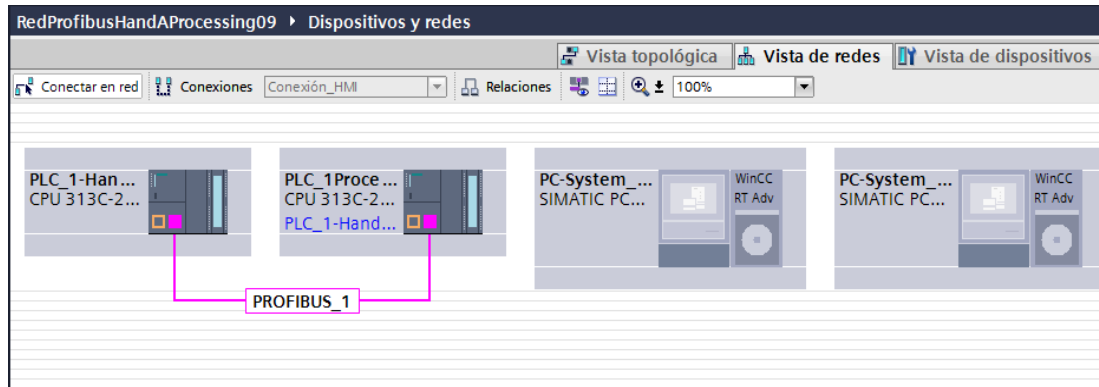 RedProfibusHandAProcessing09 ▸ Dispositivos y redes
Vista topológica Vista de redes Vista de dispositivos
Conectar en red Conexiones Conexión_HMI Relaciones 100%
PLC_1-Han...
CPU 313C-2...
PLC_1Proce ...
CPU 313C-2...
PLC_1-Hand...
PC-System_...
SIMATIC PC...
WinCC
RT Adv
PC-System_...
SIMATIC PC...
WinCC
RT Adv
PROFIBUS_1